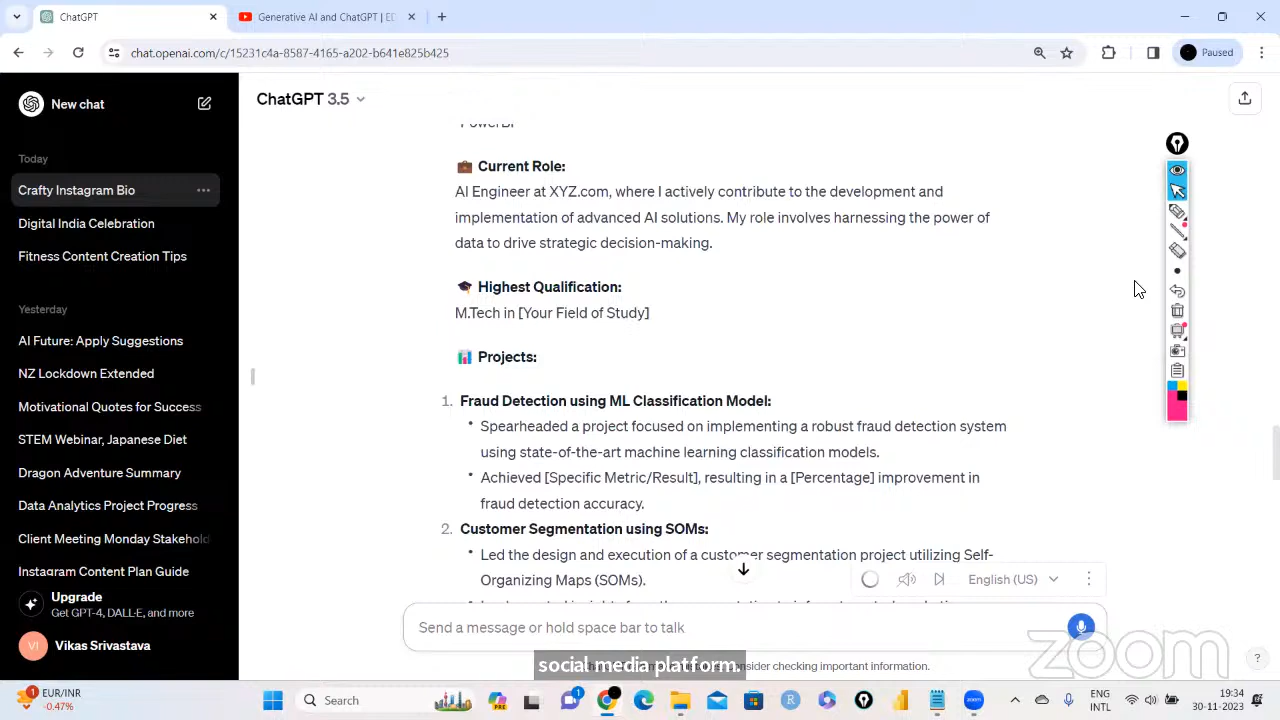 ChatGPT
Generative AI and ChatGPT | ED
chat.openai.com/c/15231c4a-8587-4165-a202-b641e825b425
Paused
New chat
ChatGPT 3.5
Today
Crafty Instagram Bio
Digital India Celebration
Fitness Content Creation Tips
Yesterday
AI Future: Apply Suggestions
NZ Lockdown Extended
Motivational Quotes for Success
STEM Webinar, Japanese Diet
Dragon Adventure Summary
Data Analytics Project Progress
Client Meeting Monday Stakehold
Instagram Content Plan Guide
Upgrade
Get GPT-4, DALL·E, and more
VI
Vikas Srivastava
PowerBI
Current Role:
AI Engineer at XYZ.com, where I actively contribute to the development and
implementation of advanced AI solutions. My role involves harnessing the power of
data to drive strategic decision-making.
Highest Qualification:
M.Tech in [Your Field of Study]
Projects:
1. Fraud Detection using ML Classification Model:
• Spearheaded a project focused on implementing a robust fraud detection system
using state-of-the-art machine learning classification models.
• Achieved [Specific Metric/Result], resulting in a [Percentage] improvement in
fraud detection accuracy.
2. Customer Segmentation using SOMs:
• Led the design and execution of a customer segmentation project utilizing Self-
Organizing Maps (SOMs).
English (US)
Send a message or hold space bar to talk
social media platform.
consider checking important information.
zoom
?
1
EUR/INR
-0.47%
Search
PRE
1
R
zoom
ENG
INTL
19:34
30-11-2023